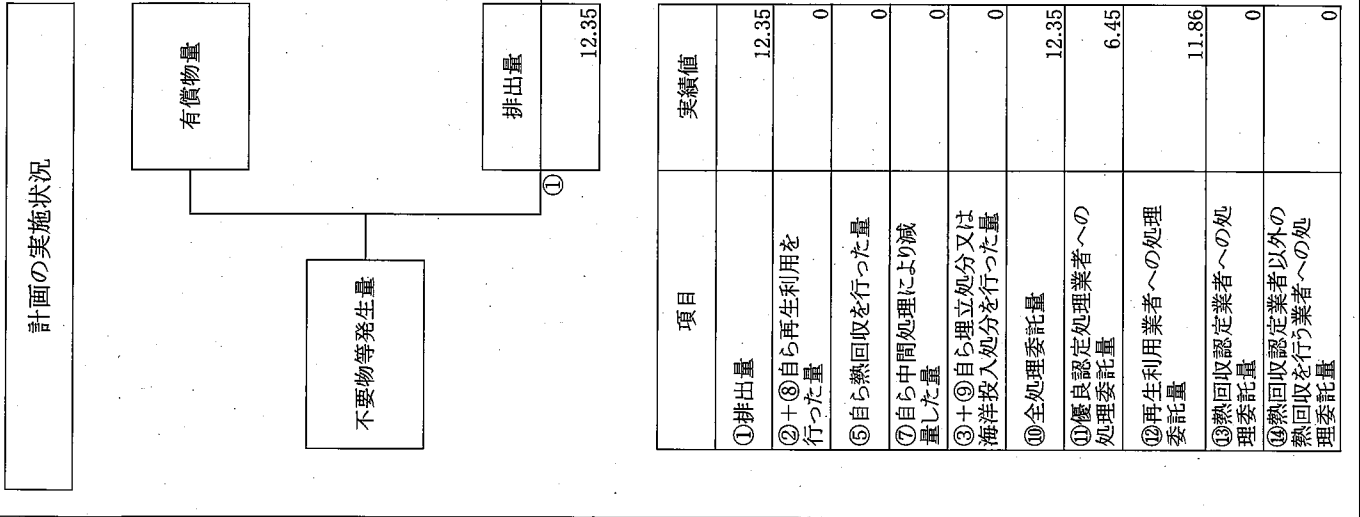 計画の実施状況
有償物量
不要物等発生量
排出量
①
12.35
項目
実績値
①排出量
12.35
②+⑧自ら再生利用を
行った量
0
⑤自ら熱回収を行った量
0
⑦自ら中間処理により減
量した量
0
③+⑨自ら埋立処分又は
海洋投入処分を行った量
0
⑩全処理委託量
12.35
⑪優良認定処理業者への
処理委託量
6.45
⑫再生利用業者への処理
委託量
11.86
⑬熱回収認定業者への処
理委託量
0
⑭熱回収認定業者以外の
熱回収を行う業者への処
理委託量
0